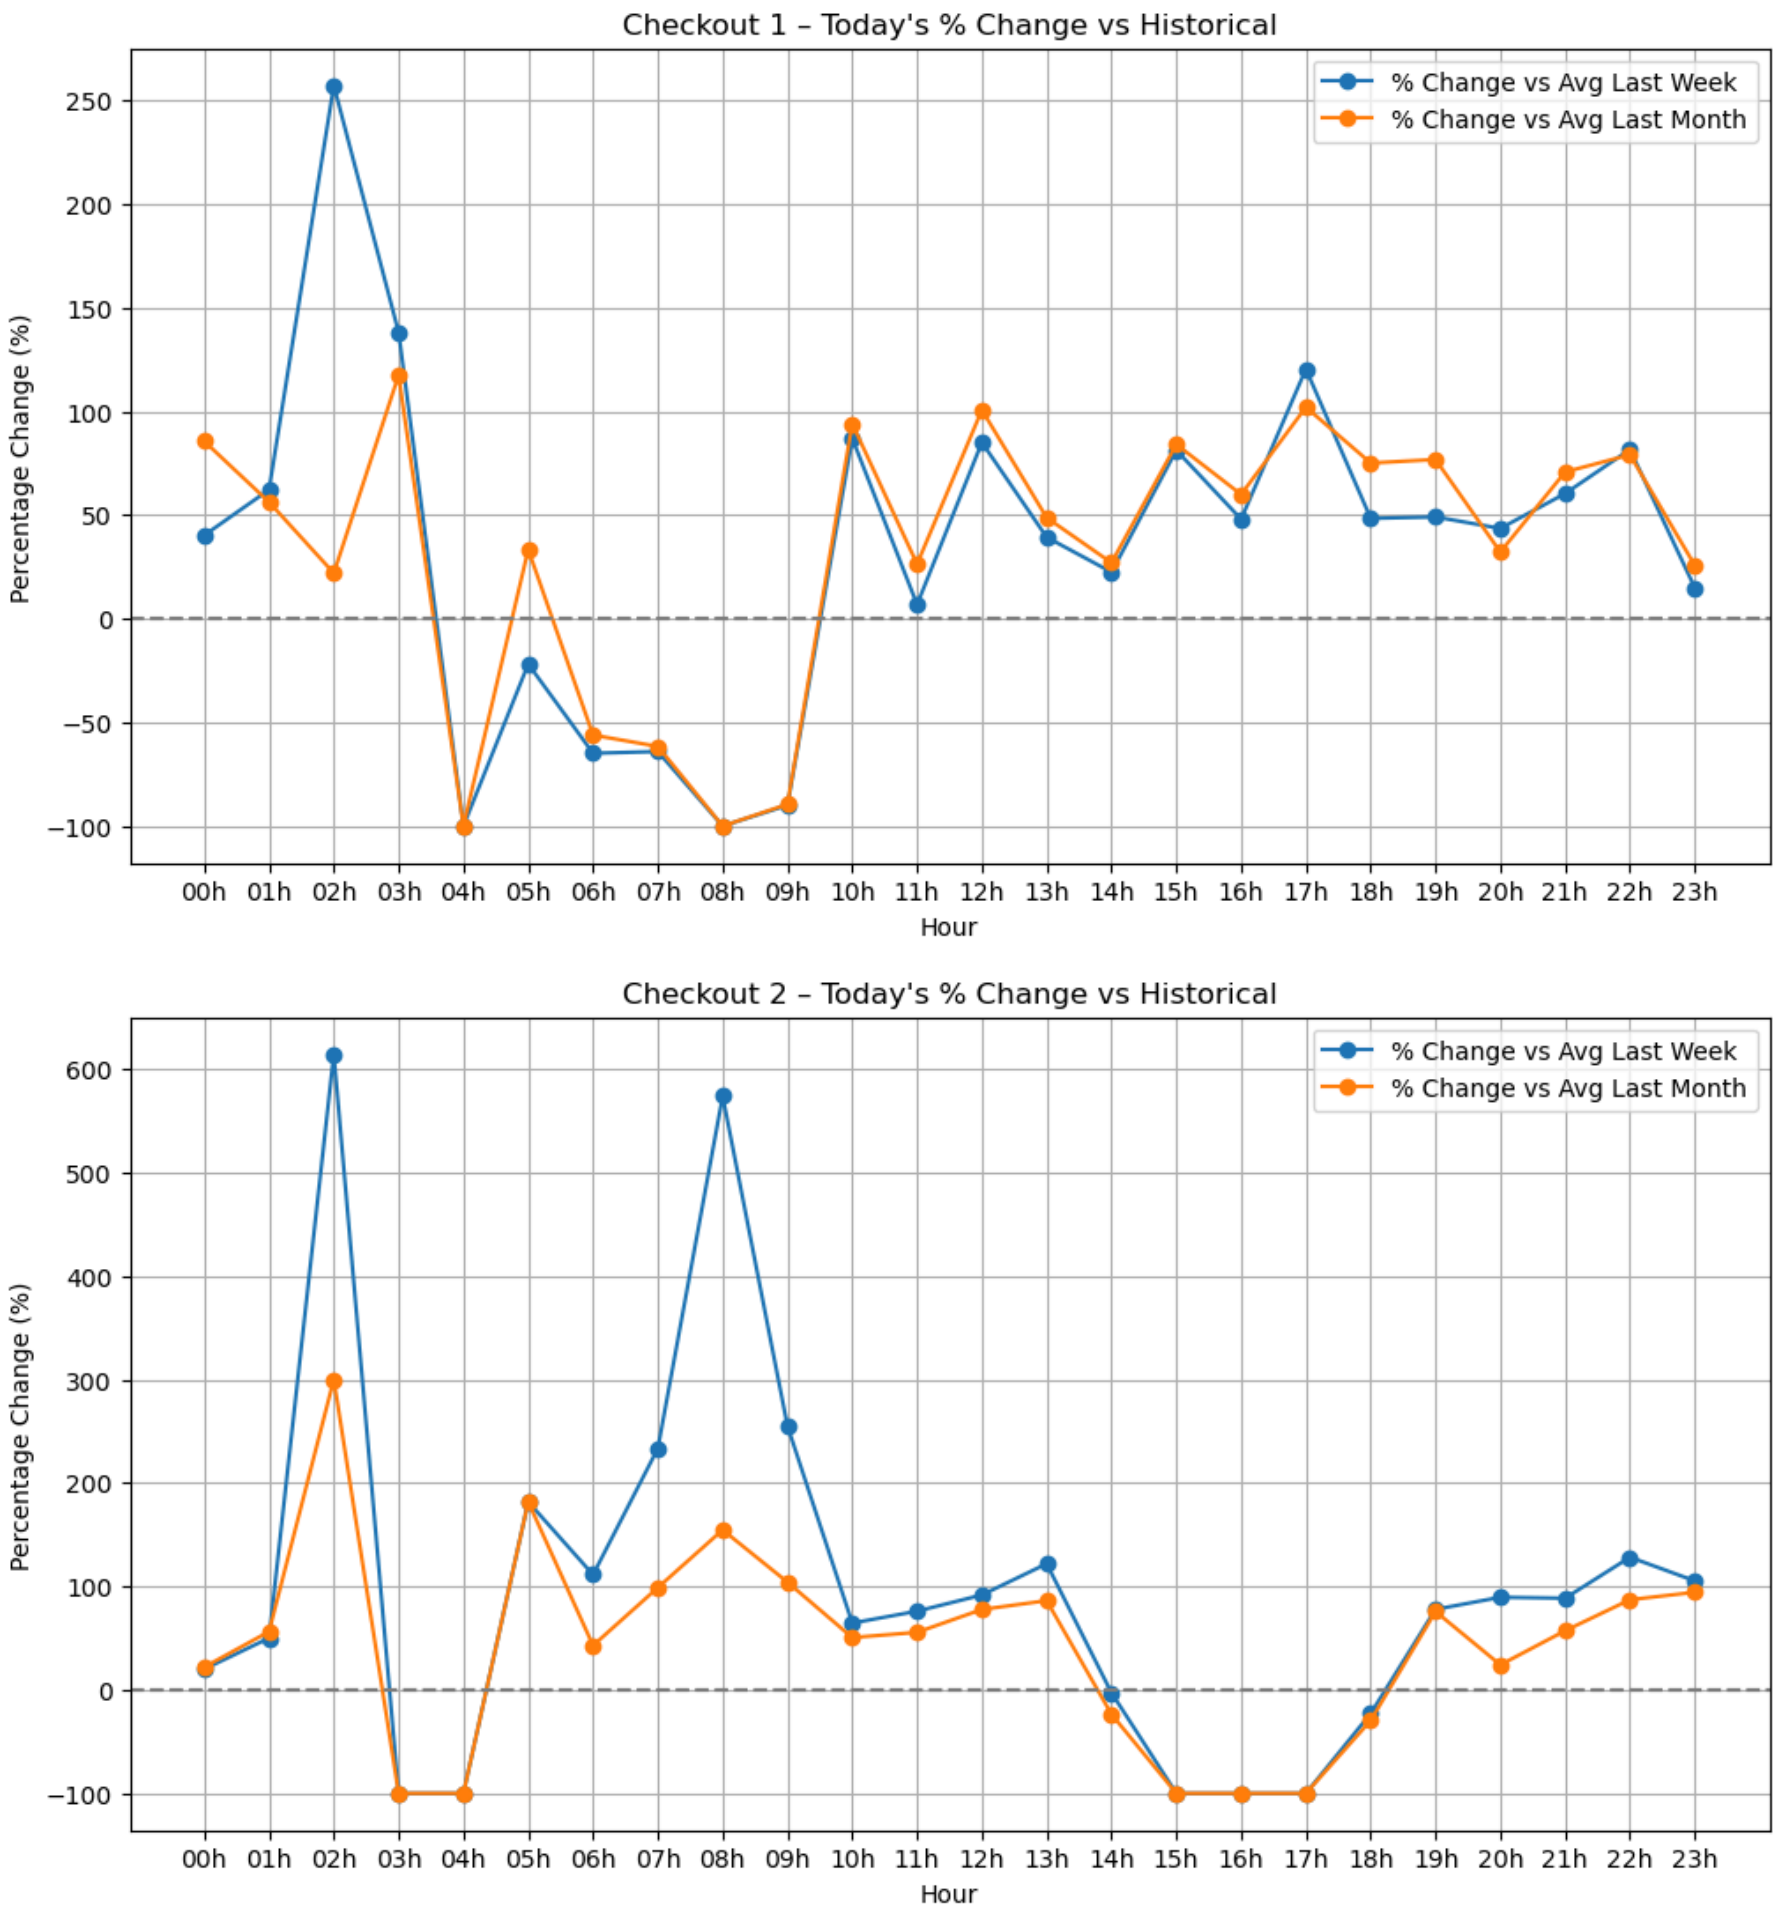 Checkout 1 – Today's % Change vs Historical
% Change vs Avg Last Week
% Change vs Avg Last Month
Percentage Change (%)
250
200
150
100
50
0
−50
−100
00h 01h 02h 03h 04h 05h 06h 07h 08h 09h 10h 11h 12h 13h 14h 15h 16h 17h 18h 19h 20h 21h 22h 23h
Hour
Checkout 2 – Today's % Change vs Historical
% Change vs Avg Last Week
% Change vs Avg Last Month
Percentage Change (%)
600
500
400
300
200
100
0
−100
00h 01h 02h 03h 04h 05h 06h 07h 08h 09h 10h 11h 12h 13h 14h 15h 16h 17h 18h 19h 20h 21h 22h 23h
Hour